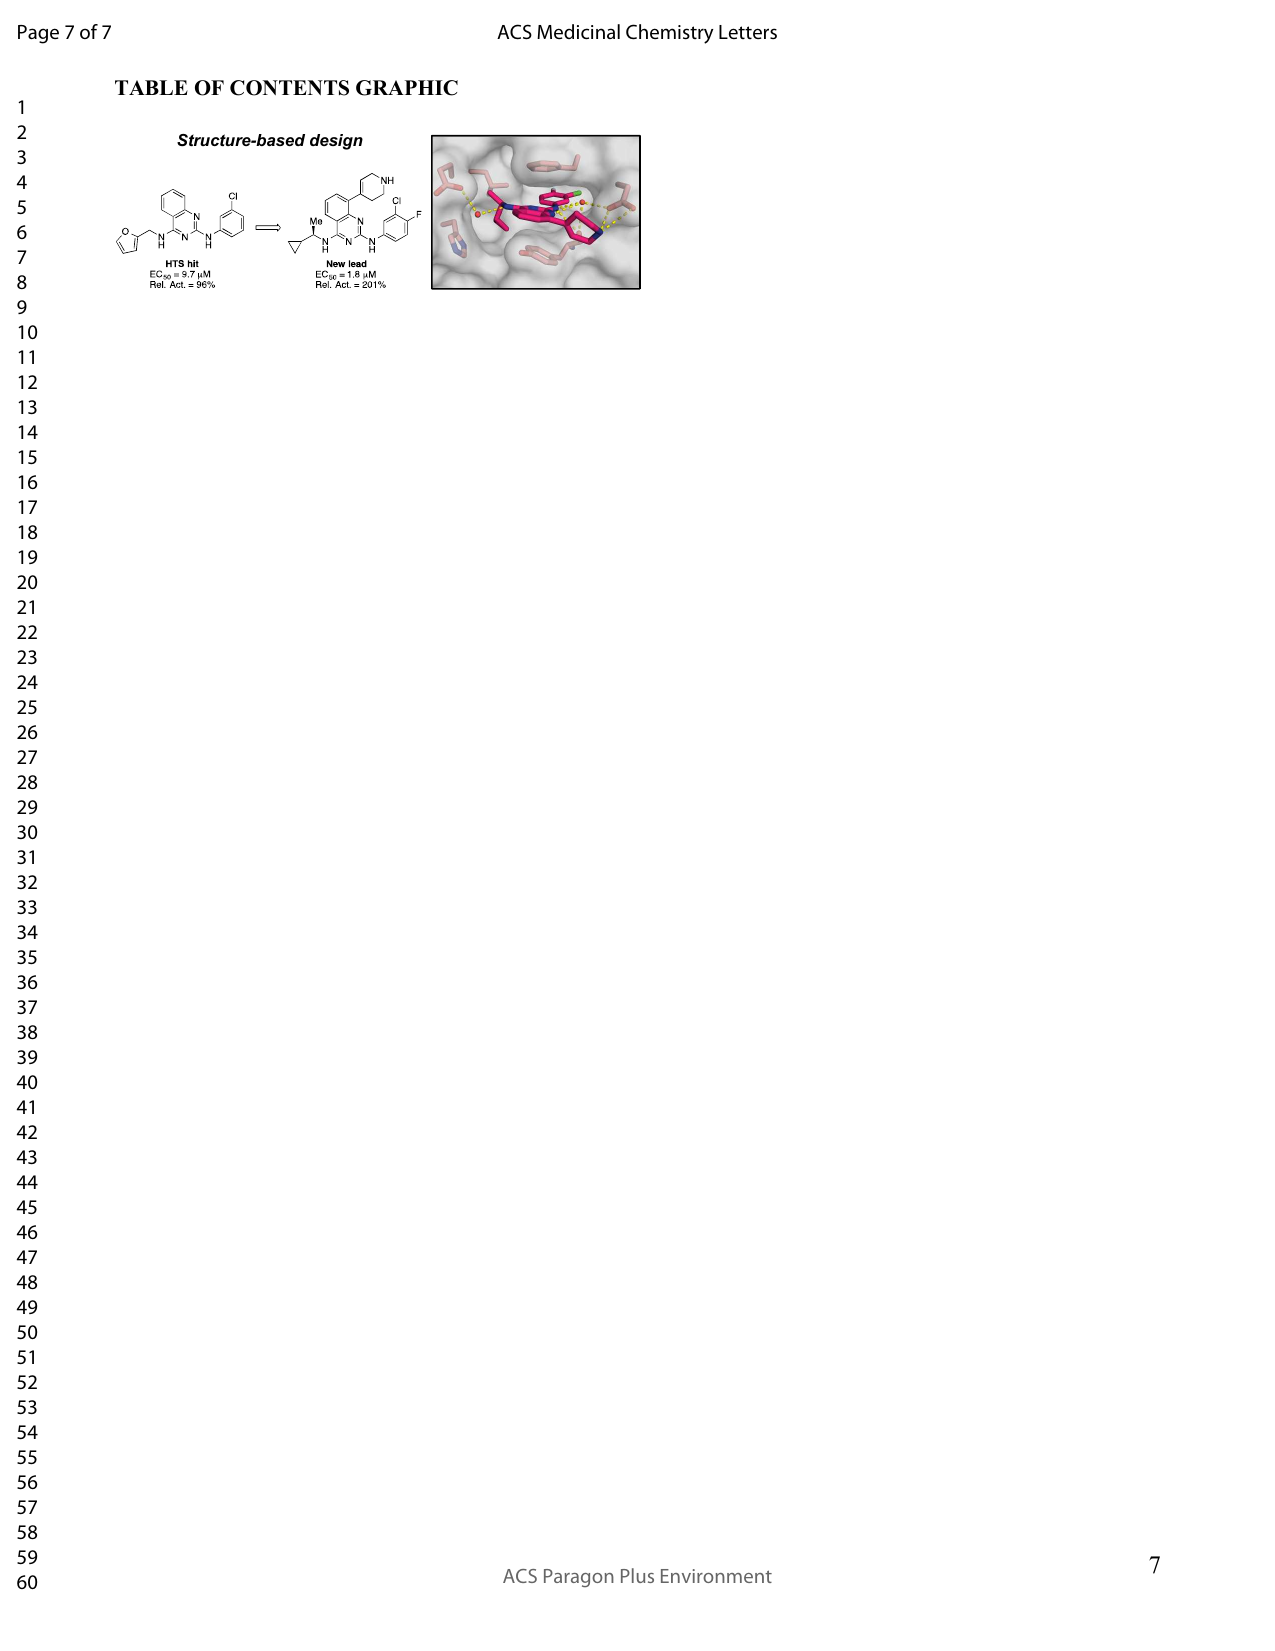 Page 7 of 7
ACS Medicinal Chemistry Letters
TABLE OF CONTENTS GRAPHIC
Structure-based design
Cl
N
O
N
H
N
N
H
HTS hit
EC50 = 9.7 µM
Rel. Act. = 96%
NH
Cl
F
Me
N
N
H
N
N
H
New lead
EC50 = 1.8 µM
Rel. Act. = 201%
1
2
3
4
5
6
7
8
9
10
11
12
13
14
15
16
17
18
19
20
21
22
23
24
25
26
27
28
29
30
31
32
33
34
35
36
37
38
39
40
41
42
43
44
45
46
47
48
49
50
51
52
53
54
55
56
57
58
59
60
7
ACS Paragon Plus Environment